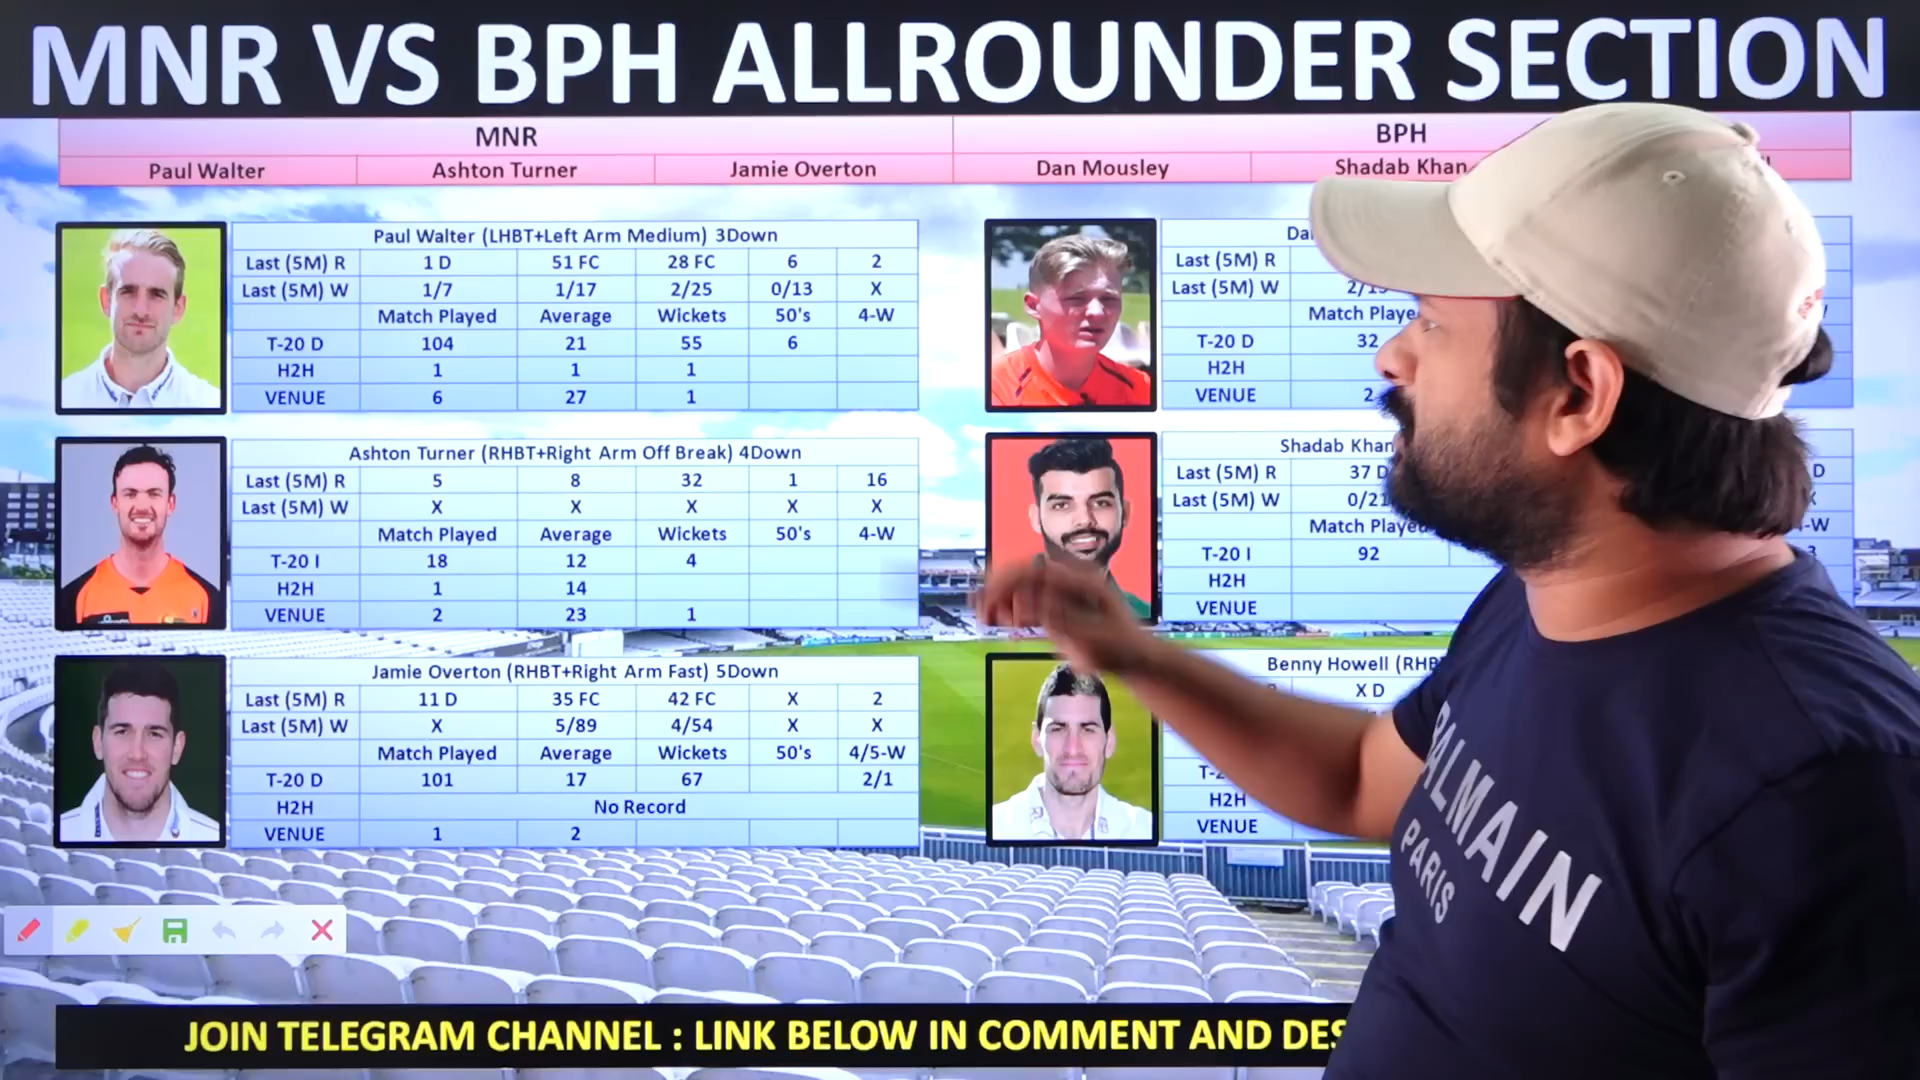 MNR VS BPH ALLROUNDER SECTION
MNR BPH
Paul Walter Ashton Turner Jamie Overton Dan Mousley Shadab Khan
Paul Walter (LHBT+Left Arm Medium) 3Down
Last (5M) R 1 D 51 FC 28 FC 6 2
Last (5M) W 1/7 1/17 2/25 0/13 X
Match Played Average Wickets 50's 4-W
T-20 D 104 21 55 6
H2H 1 1 1
VENUE 6 27 1
Ashton Turner (RHBT+Right Arm Off Break) 4Down
Last (5M) R 5 8 32 1 16
Last (5M) W X X X X X
Match Played Average Wickets 50's 4-W
T-20 I 18 12 4
H2H 1 14
VENUE 2 23 1
Jamie Overton (RHBT+Right Arm Fast) 5Down
Last (5M) R 11 D 35 FC 42 FC X 2
Last (5M) W X 5/89 4/54 X X
Match Played Average Wickets 50's 4/5-W
T-20 D 101 17 67 2/1
H2H No Record
VENUE 1 2
Last (5M) R
Last (5M) W
Match Playe
T-20 D 32
H2H
VENUE 2
Shadab Khan
Last (5M) R 37 D
Last (5M) W 0/21 X
Match Played -W
T-20 I 92 3
H2H
VENUE
Benny Howell (RHB
X D
H2H
VENUE
BALMAIN
PARIS
JOIN TELEGRAM CHANNEL : LINK BELOW IN COMMENT AND DES